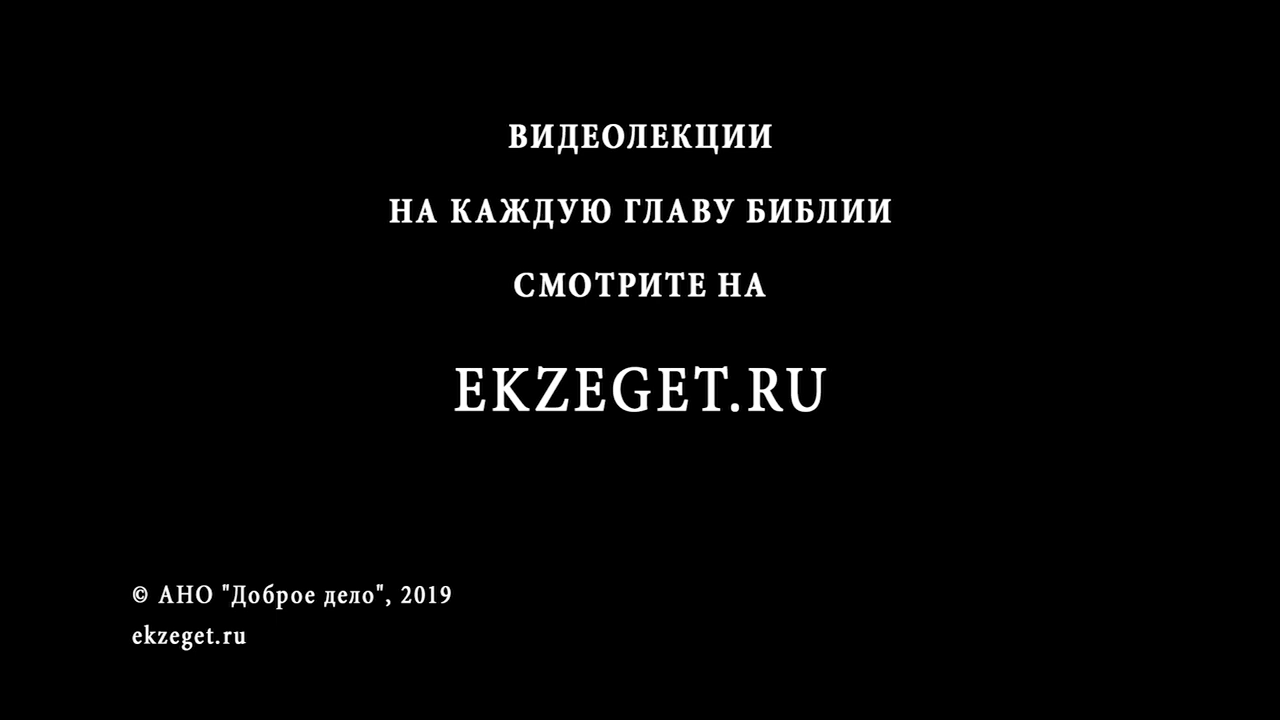 ВИДЕОЛЕКЦИИ
НА КАЖДУЮ ГЛАВУ БИБЛИИ
СМОТРИТЕ НА
EKZEGET.RU
© АНО "Доброе дело", 2019
ekzeget.ru